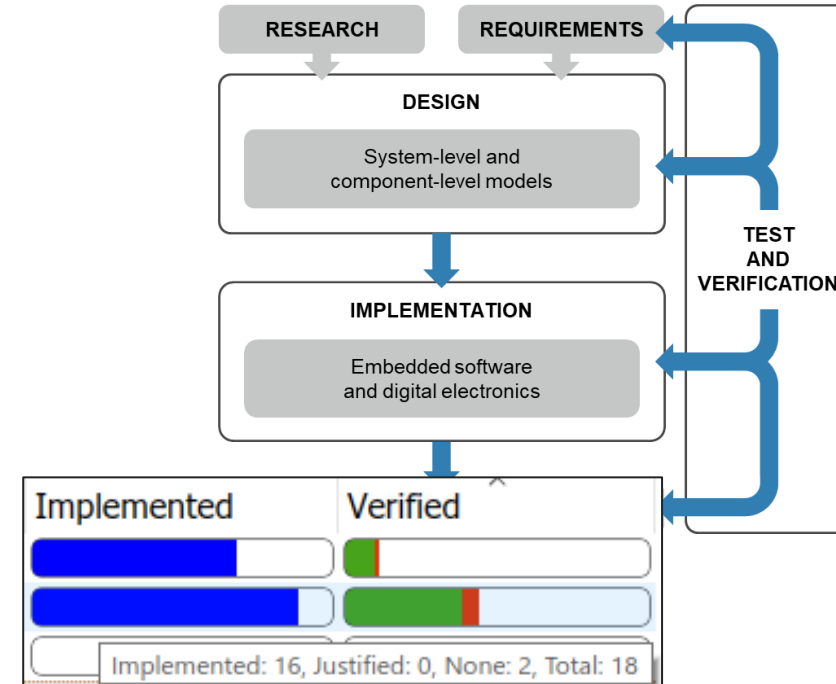 RESEARCH
REQUIREMENTS
DESIGN
System-level and
component-level models
TEST
AND
VERIFICATION
IMPLEMENTATION
Embedded software
and digital electronics
Implemented
Verified
Implemented: 16, Justified: 0, None: 2, Total: 18